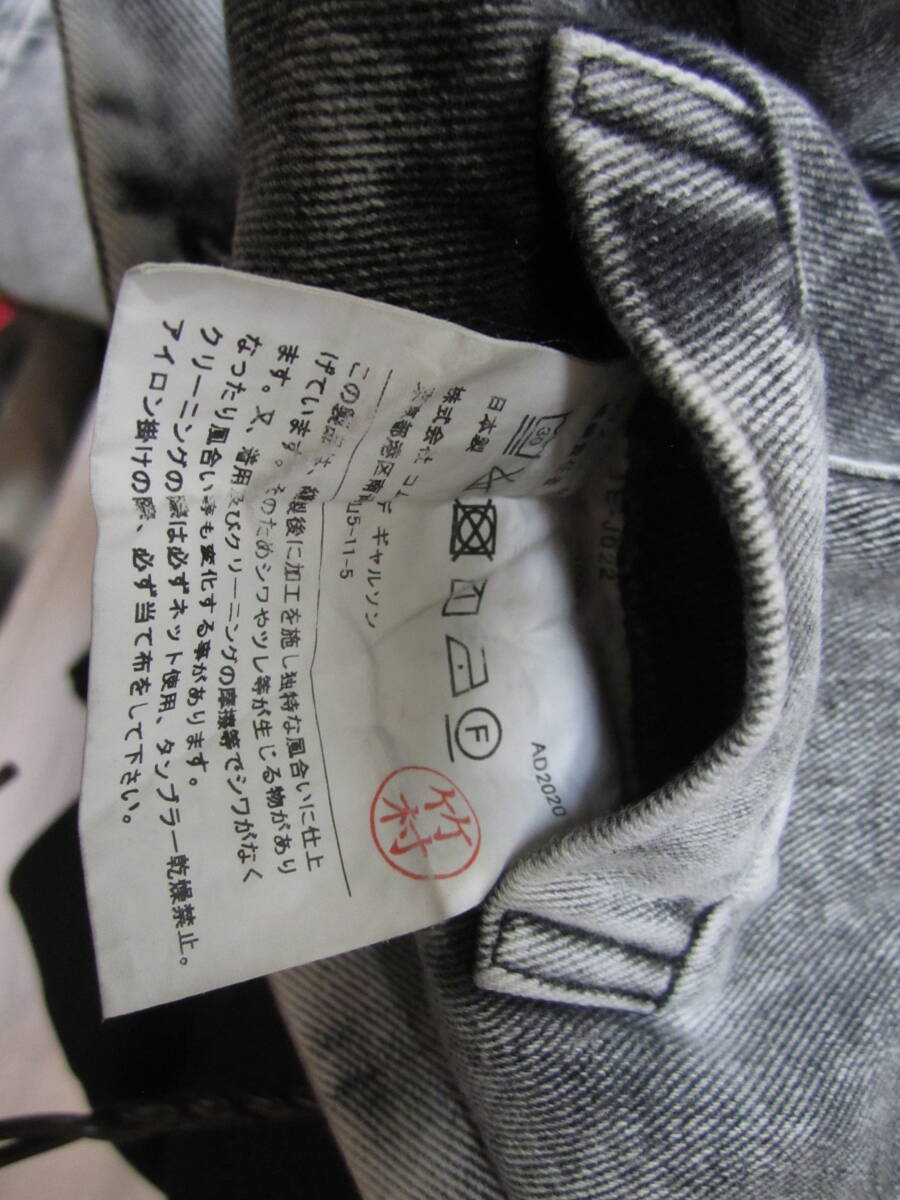 TE-J022
AD2020
30
F
日本製
株式会社コムデ ギャルソン
東京都港区南青山5-11-5
竹村
この製品は、縫製後に加工を施し独特な風合いに仕上
げています。そのためシワやツレ等が生じる物があり
ます。又、着用及びクリーニングの摩擦等でシワがなく
なったり風合い等も変化する事があります。
クリーニングの際は必ずネット使用、タンブラー乾燥禁止。
アイロン掛けの際、必ず当て布をして下さい。